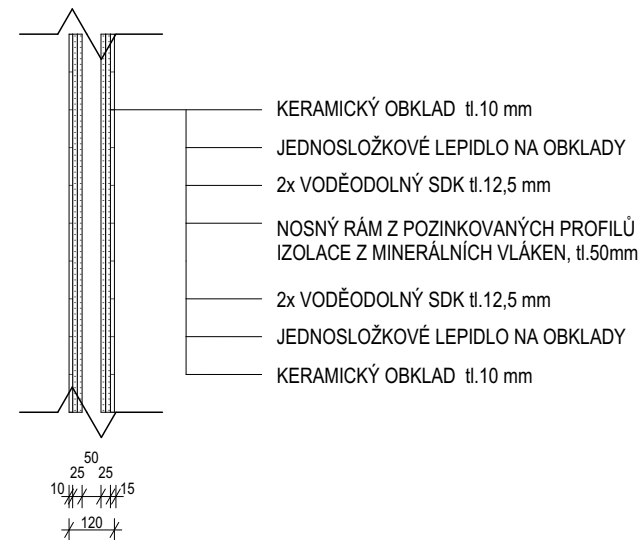 KERAMICKÝ OBKLAD tl.10 mm
JEDNOSLOŽKOVÉ LEPIDLO NA OBKLADY
2x VODĚODOLNÝ SDK tl.12,5 mm
NOSNÝ RÁM Z POZINKOVANÝCH PROFILŮ
IZOLACE Z MINERÁLNÍCH VLÁKEN, tl.50mm
2x VODĚODOLNÝ SDK tl.12,5 mm
JEDNOSLOŽKOVÉ LEPIDLO NA OBKLADY
KERAMICKÝ OBKLAD tl.10 mm
50
25 25
10 15
120